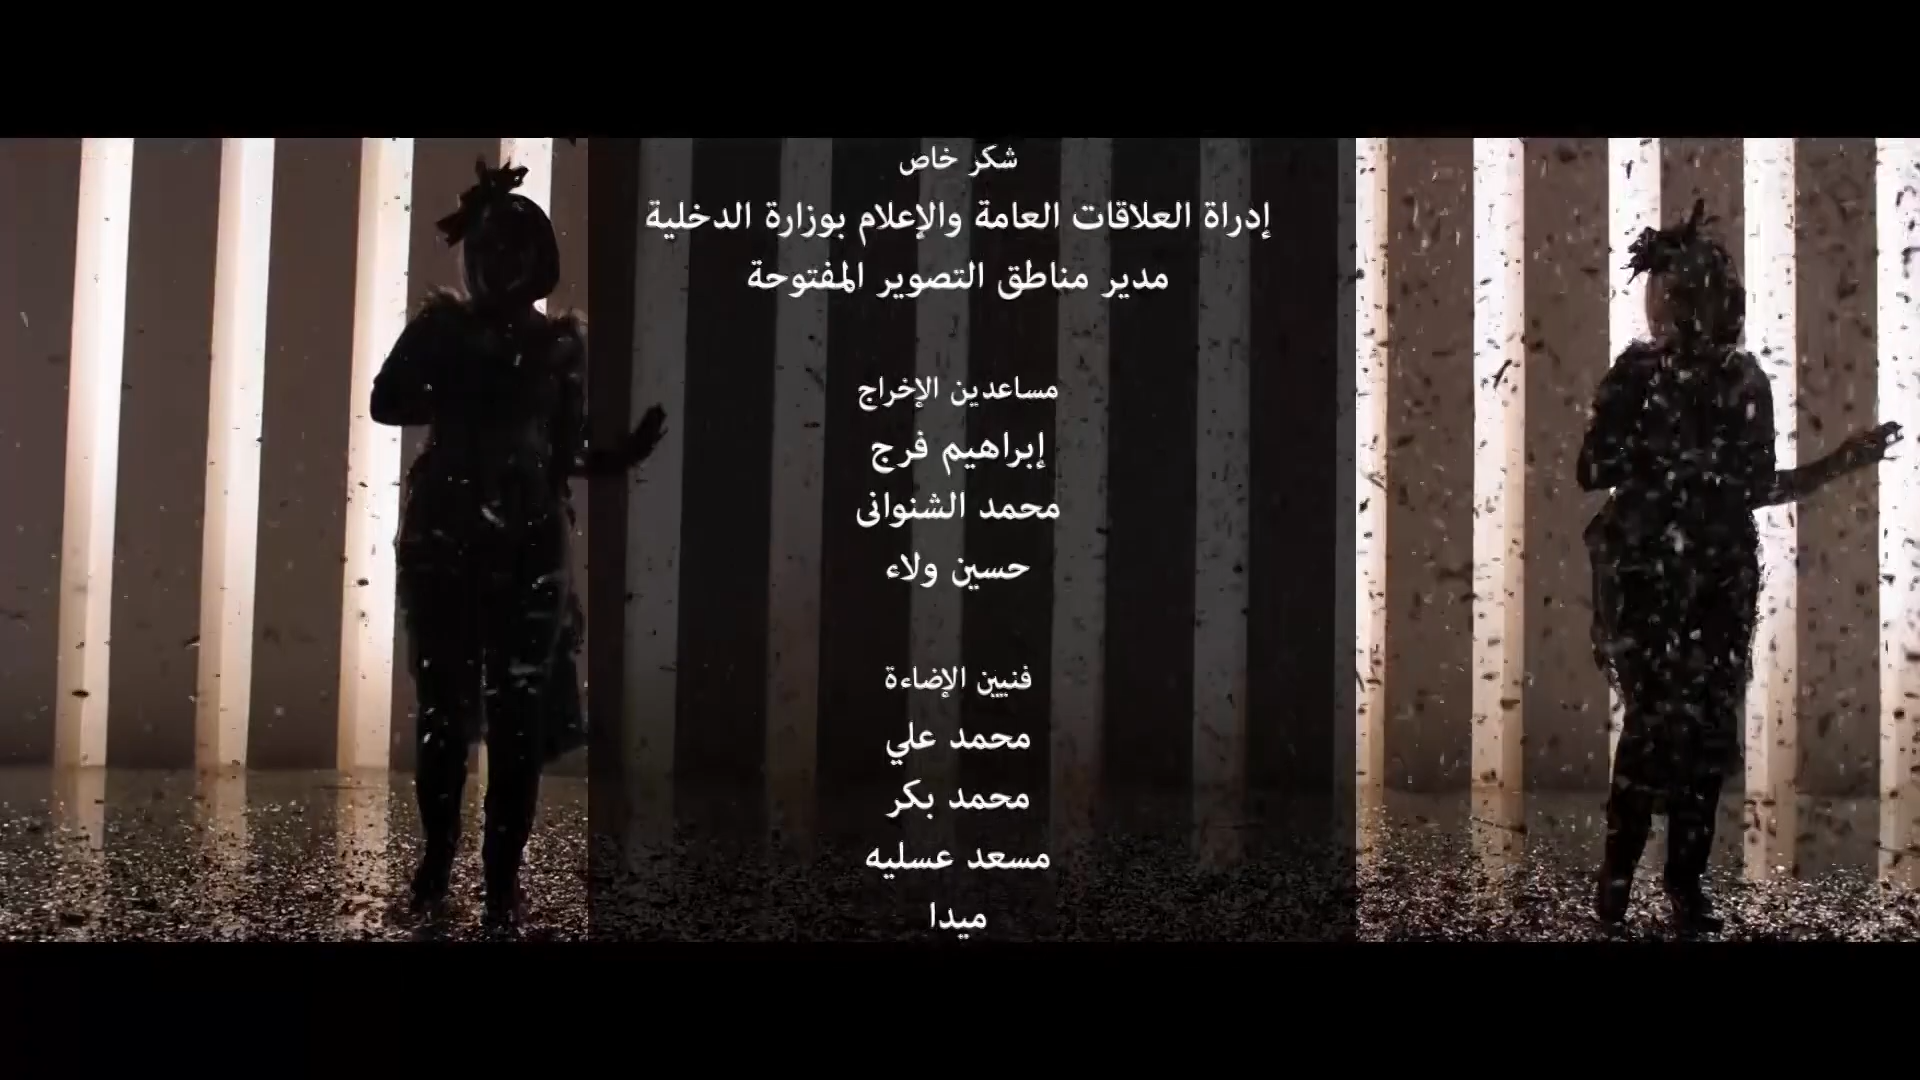 شكر خاص
إدراة العلاقات العامة والإعلام بوزارة الدخلية
مدير مناطق التصوير المفتوحة
مساعدين الإخراج
إبراهيم فرج
محمد الشنوانى
حسين ولاء
فنيين الإضاءة
محمد علي
محمد بكر
مسعد عسليه
ميدا